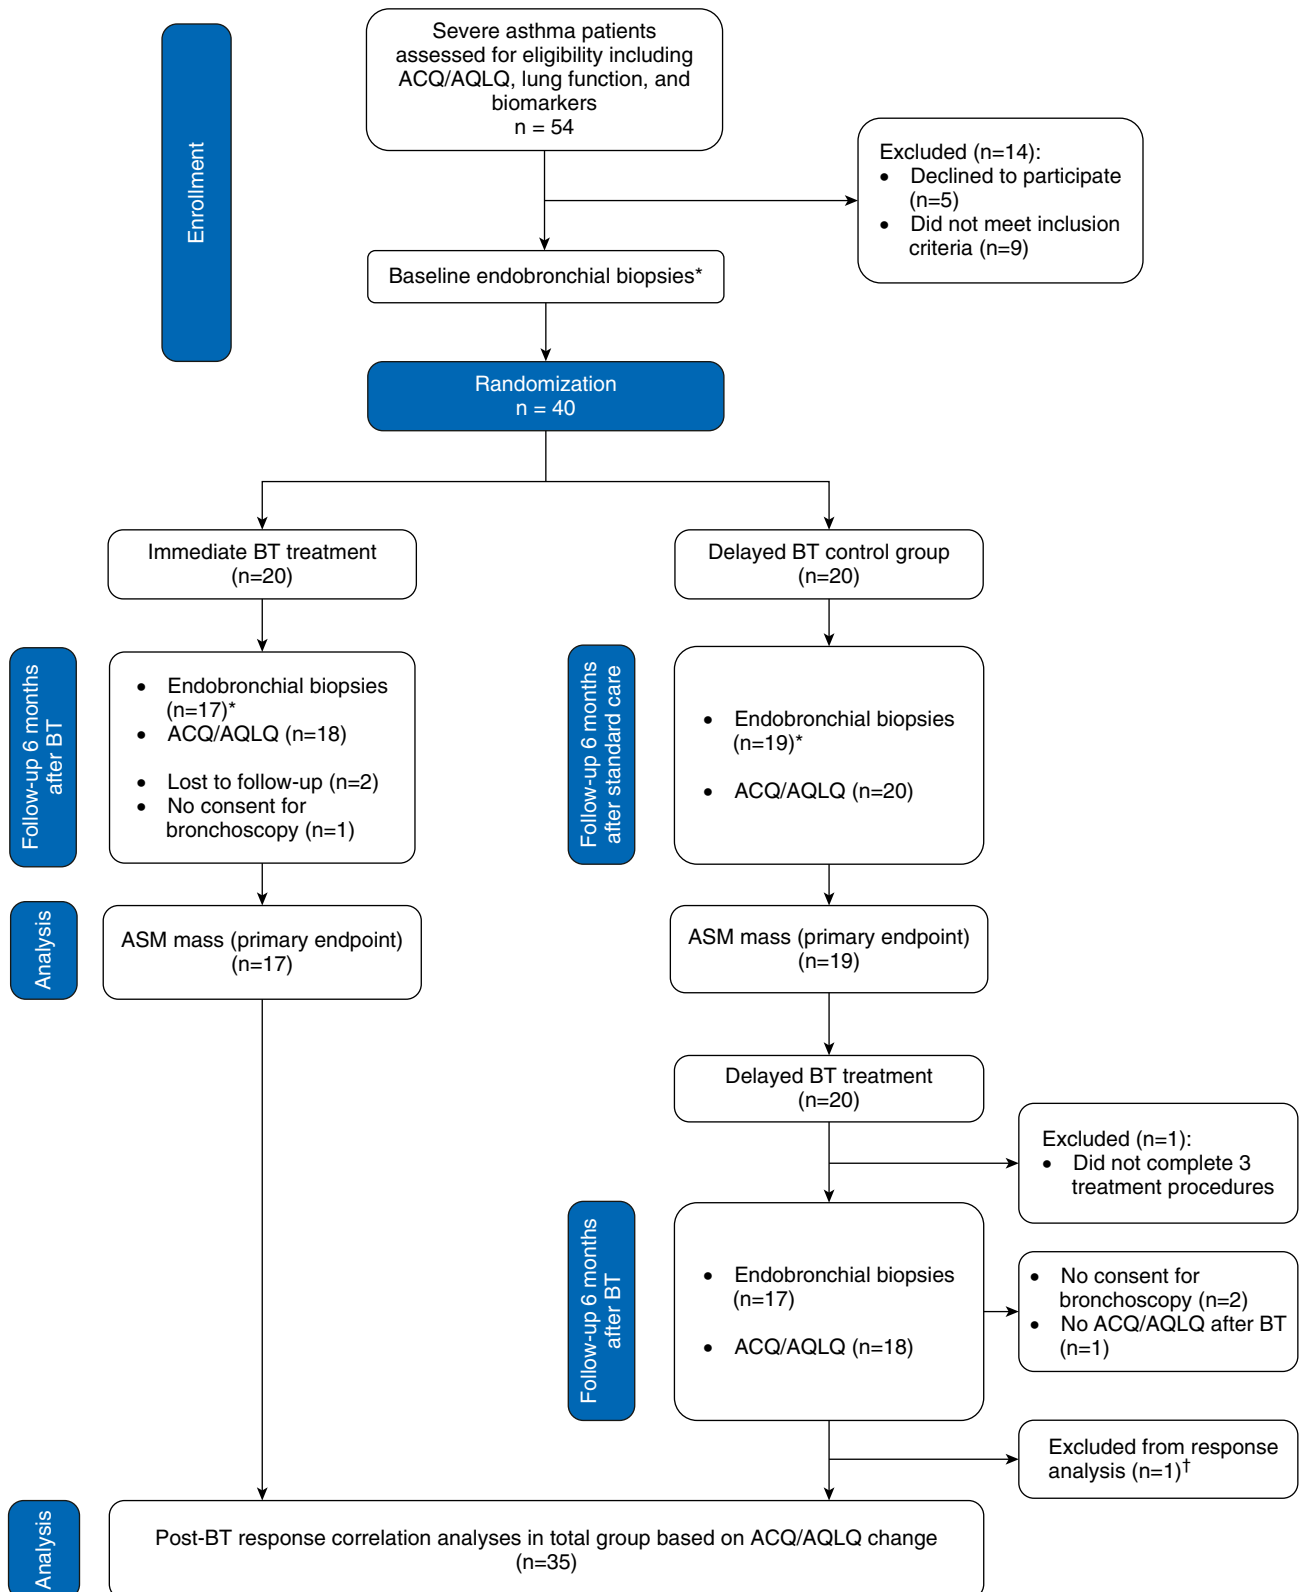 Enrollment
Severe asthma patients
assessed for eligibility including
ACQ/AQLQ, lung function, and
biomarkers
n = 54
Excluded (n=14):
• Declined to participate
(n=5)
• Did not meet inclusion
criteria (n=9)
Baseline endobronchial biopsies*
Randomization
n = 40
Immediate BT treatment
(n=20)
Delayed BT control group
(n=20)
Follow-up 6 months
after BT
• Endobronchial biopsies
(n=17)*
• ACQ/AQLQ (n=18)
• Lost to follow-up (n=2)
• No consent for
bronchoscopy (n=1)
Follow-up 6 months
after standard care
• Endobronchial biopsies
(n=19)*
• ACQ/AQLQ (n=20)
Analysis
ASM mass (primary endpoint)
(n=17)
ASM mass (primary endpoint)
(n=19)
Delayed BT treatment
(n=20)
Excluded (n=1):
• Did not complete 3
treatment procedures
Follow-up 6 months
after BT
• Endobronchial biopsies
(n=17)
• ACQ/AQLQ (n=18)
• No consent for
bronchoscopy (n=2)
• No ACQ/AQLQ after BT
(n=1)
Excluded from response
analysis (n=1)†
Analysis
Post-BT response correlation analyses in total group based on ACQ/AQLQ change
(n=35)